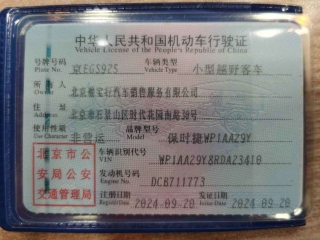 中华人民共和国机动车行驶证
Vehicle License of the People's Republic of China
号牌号码 京EGS925 车辆类型 小型越野客车
Plate No. Vehicle Type
所有人 北京 宝行汽车销售服务有限公司
Owner
住址 北京市石景山区时代花园南路30号
Address
使用性质 非营运 品牌型号 保时捷WP1AAZ9Y
Use Character Model
北京市公 车辆识别代号 WP1AA29Y8RDA23410
安局公安 VIN
交通管理局 发动机号码 DCB711773
Engine No.
注册日期 2024-09-20 发证日期 2024-09-20
Register Date Issue Date